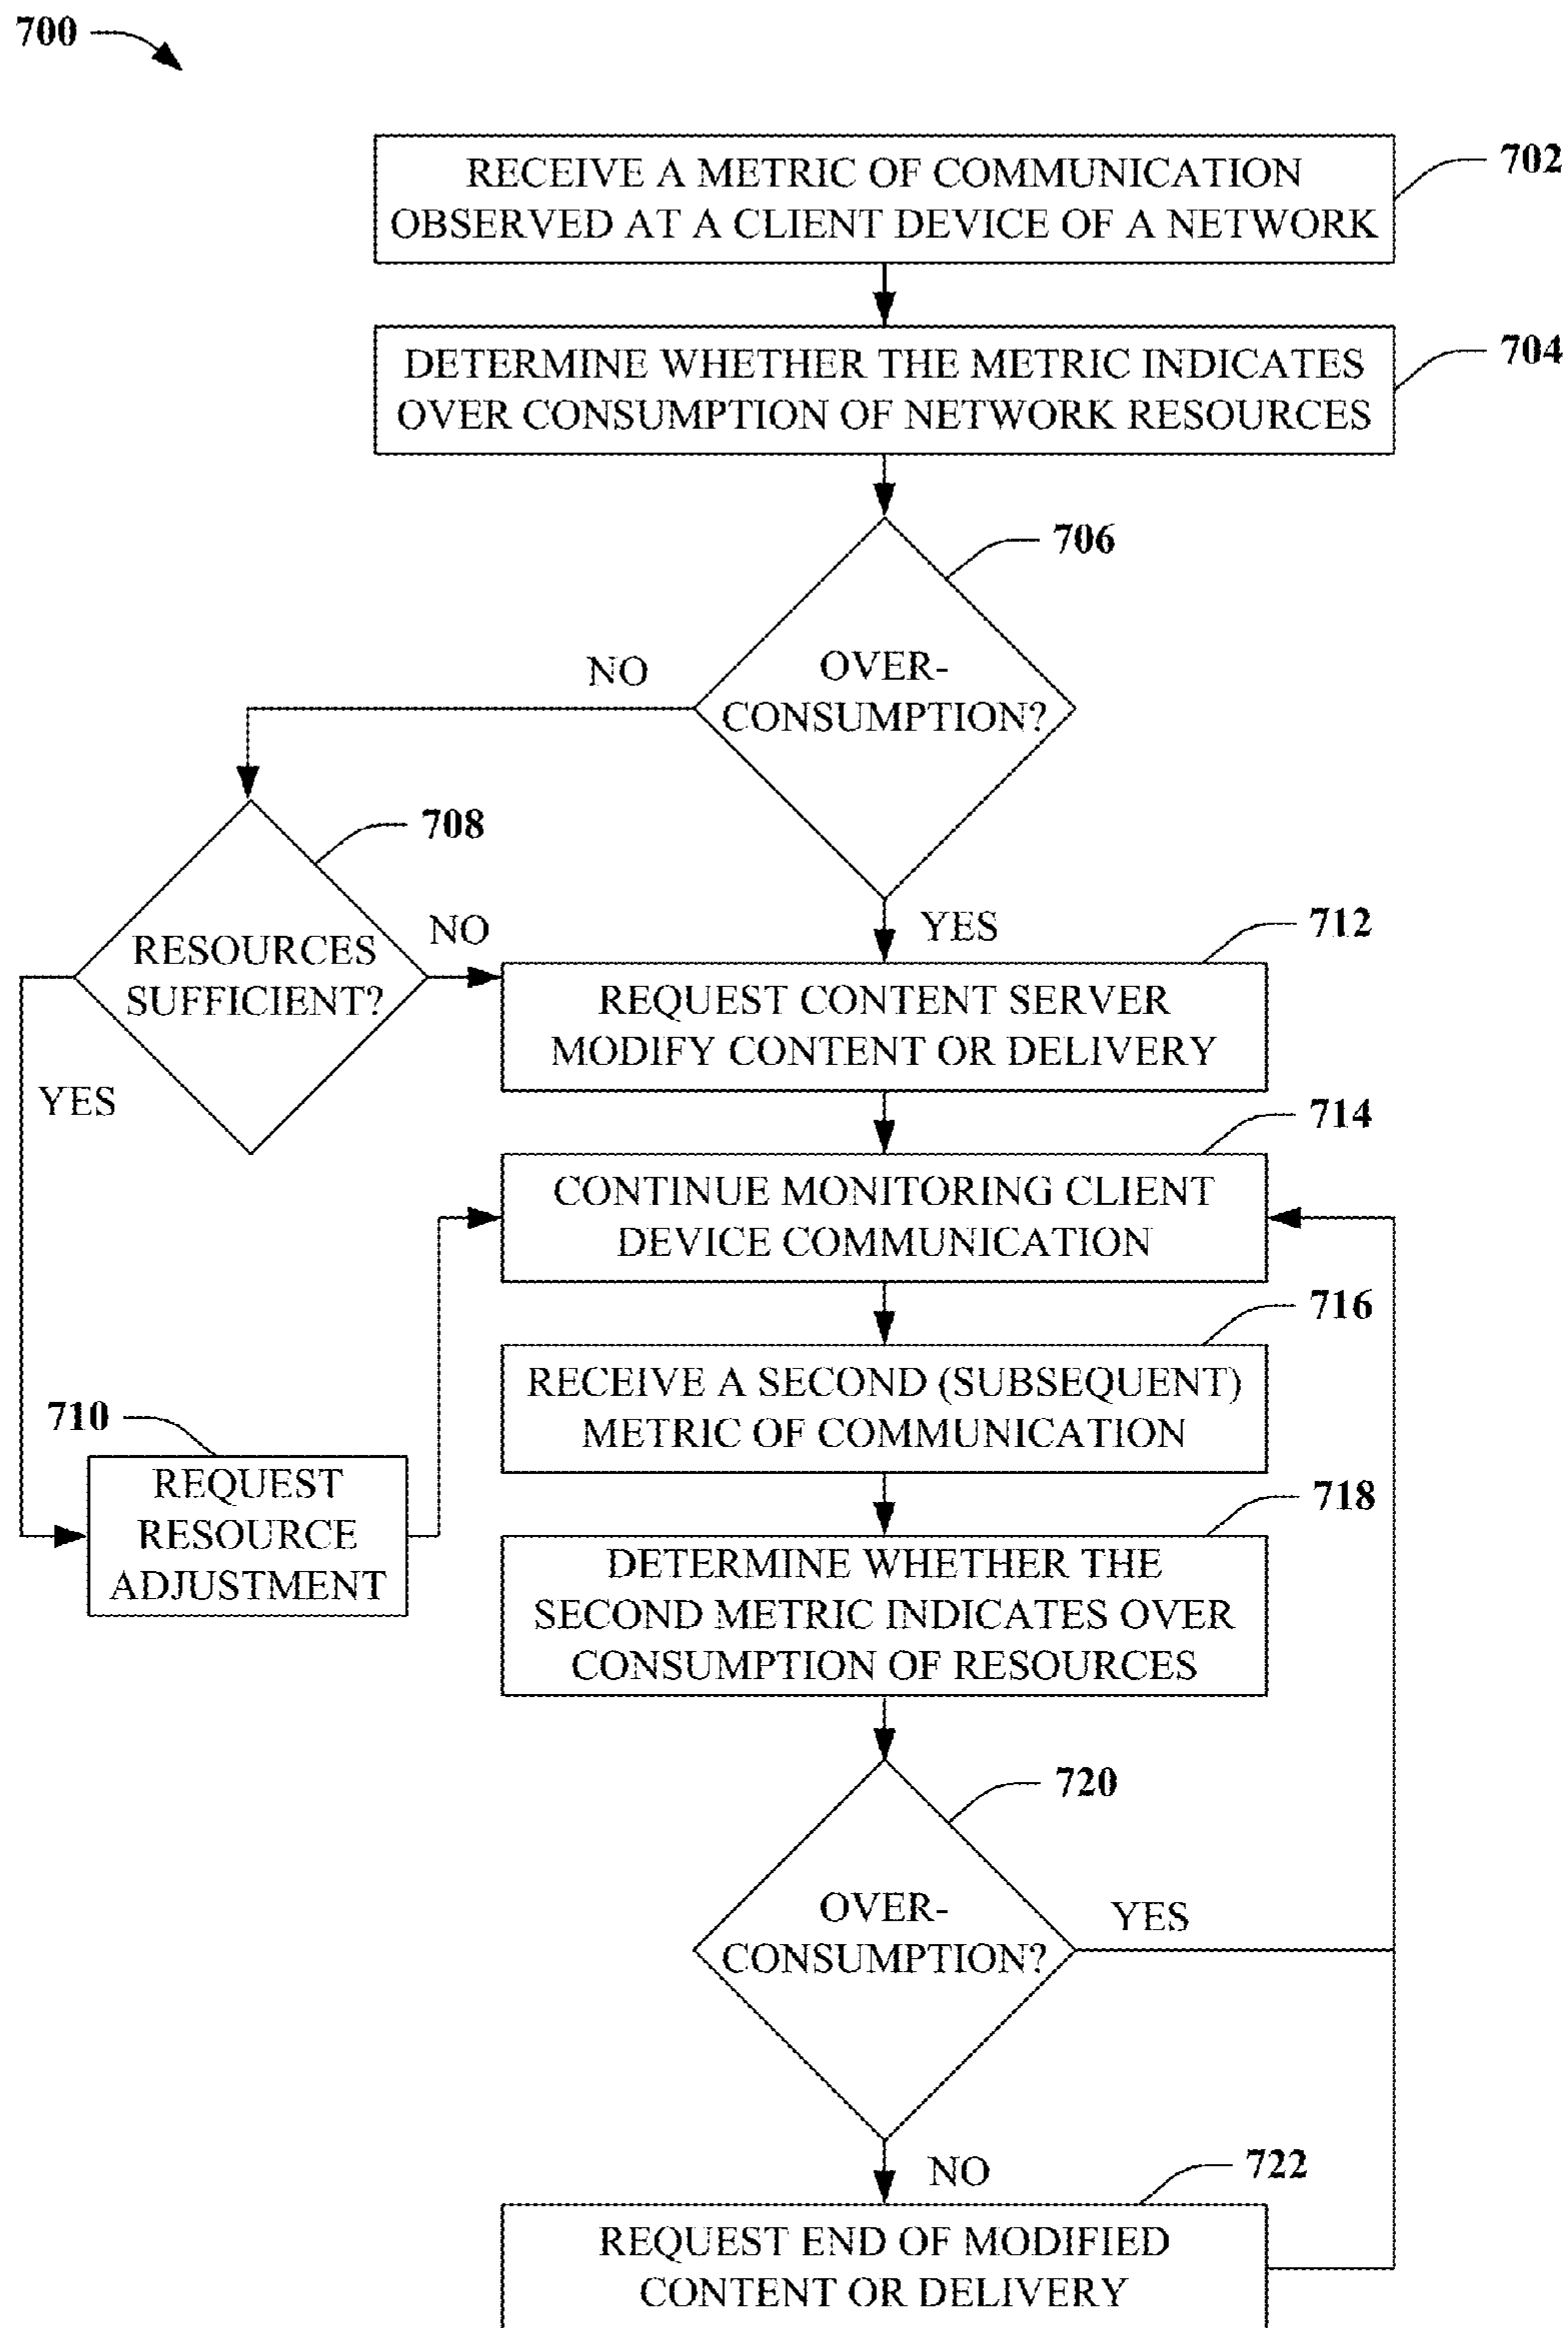 700
RECEIVE A METRIC OF COMMUNICATION
OBSERVED AT A CLIENT DEVICE OF A NETWORK
702
DETERMINE WHETHER THE METRIC INDICATES
OVER CONSUMPTION OF NETWORK RESOURCES
704
706
OVER-
CONSUMPTION?
NO
YES
708
RESOURCES
SUFFICIENT?
NO
YES
712
REQUEST CONTENT SERVER
MODIFY CONTENT OR DELIVERY
714
CONTINUE MONITORING CLIENT
DEVICE COMMUNICATION
716
RECEIVE A SECOND (SUBSEQUENT)
METRIC OF COMMUNICATION
710
REQUEST
RESOURCE
ADJUSTMENT
718
DETERMINE WHETHER THE
SECOND METRIC INDICATES OVER
CONSUMPTION OF RESOURCES
720
OVER-
CONSUMPTION?
YES
NO
722
REQUEST END OF MODIFIED
CONTENT OR DELIVERY